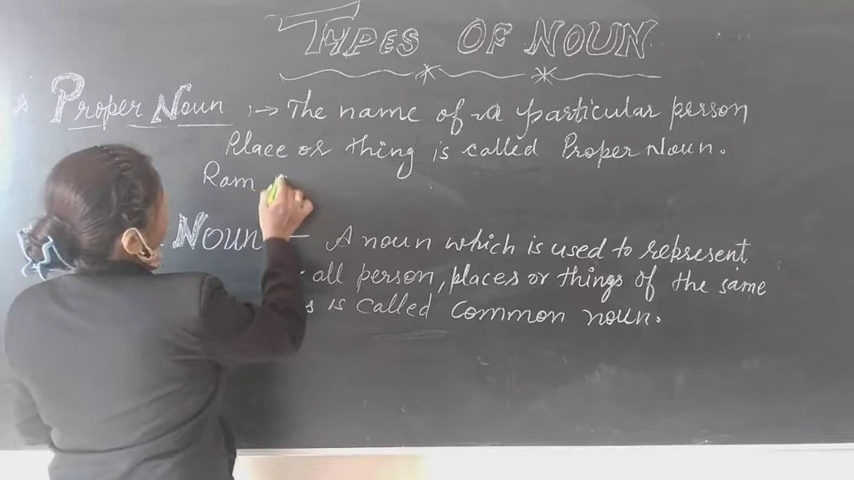 TYPES OF NOUN
Proper Noun :→ The name of a particular person
Place or thing is called Proper Noun.
Ram
NOUN — A noun which is used to represent
all person, places or things of the same
s is called common noun.